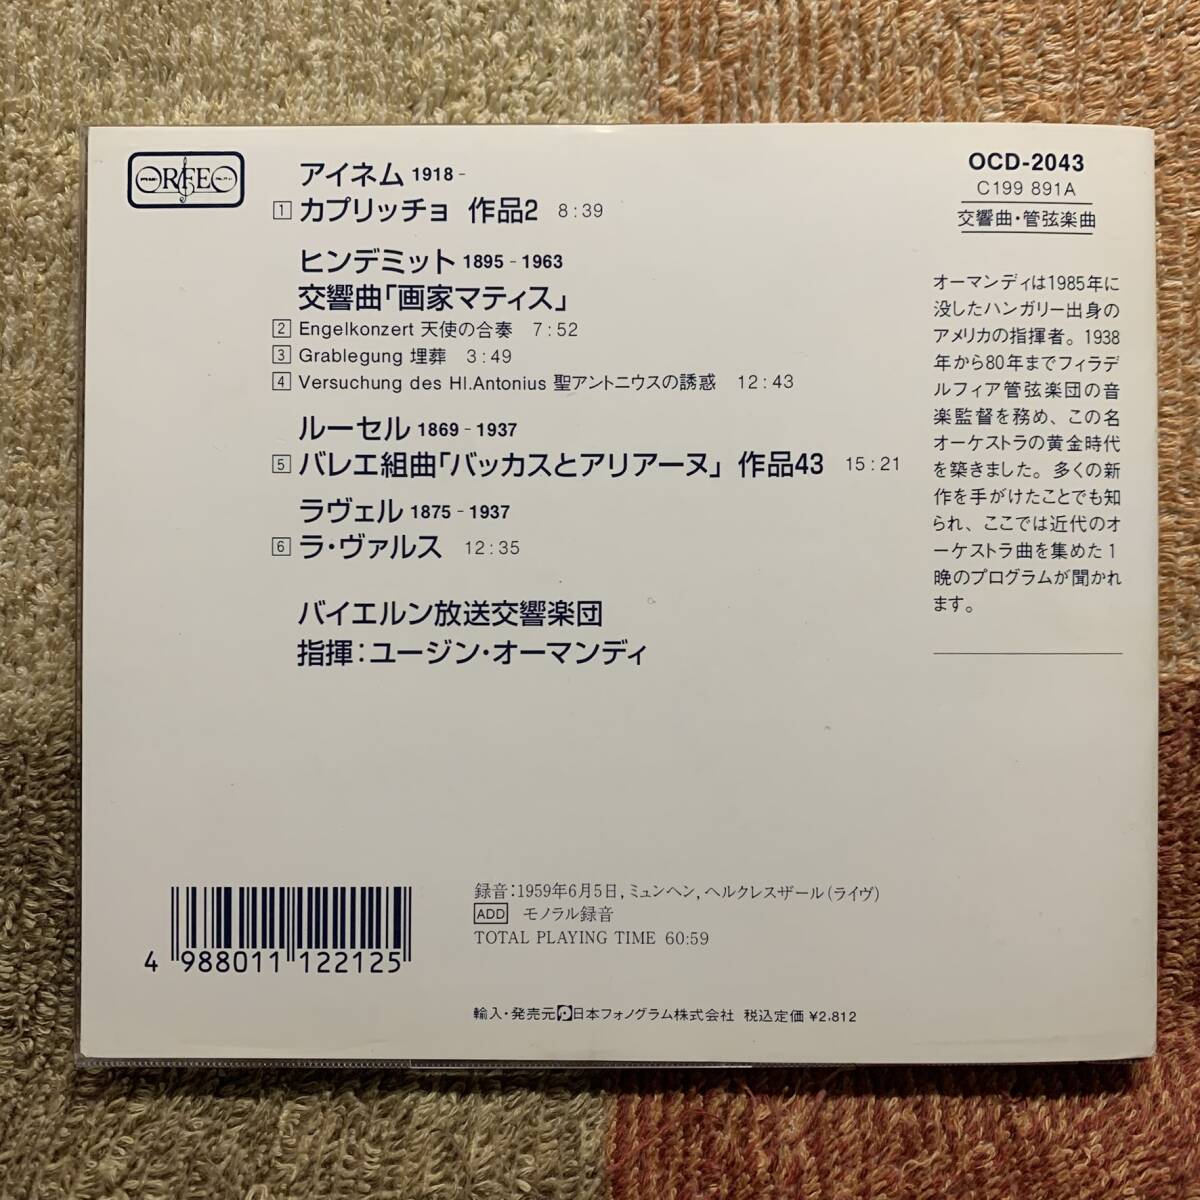 ORFEO
アイネム 1918 -
1 カプリッチョ 作品2 8:39
ヒンデミット 1895 - 1963
交響曲「画家マティス」
2 Engelkonzert 天使の合奏 7:52
3 Grablegung 埋葬 3:49
4 Versuchung des Hl.Antonius 聖アントニウスの誘惑 12:43
ルーセル 1869 - 1937
5 バレエ組曲「バッカスとアリアーヌ」 作品43 15:21
ラヴェル 1875 - 1937
6 ラ・ヴァルス 12:35
バイエルン放送交響楽団
指揮：ユージン・オーマンディ
OCD-2043
C199 891A
交響曲・管弦楽曲
オーマンディは1985年に
没したハンガリー出身の
アメリカの指揮者。1938
年から80年までフィラデ
ルフィア管弦楽団の音
楽監督を務め、この名
オーケストラの黄金時代
を築きました。多くの新
作を手がけたことでも知
られ、ここでは近代のオ
ーケストラ曲を集めた1
晩のプログラムが聞かれ
ます。
4 988011 122125
録音：1959年6月5日, ミュンヘン, ヘルクレスザール（ライヴ）
ADD モノラル録音
TOTAL PLAYING TIME 60:59
輸入・発売元 日本フォノグラム株式会社 税込定価 ¥2,812